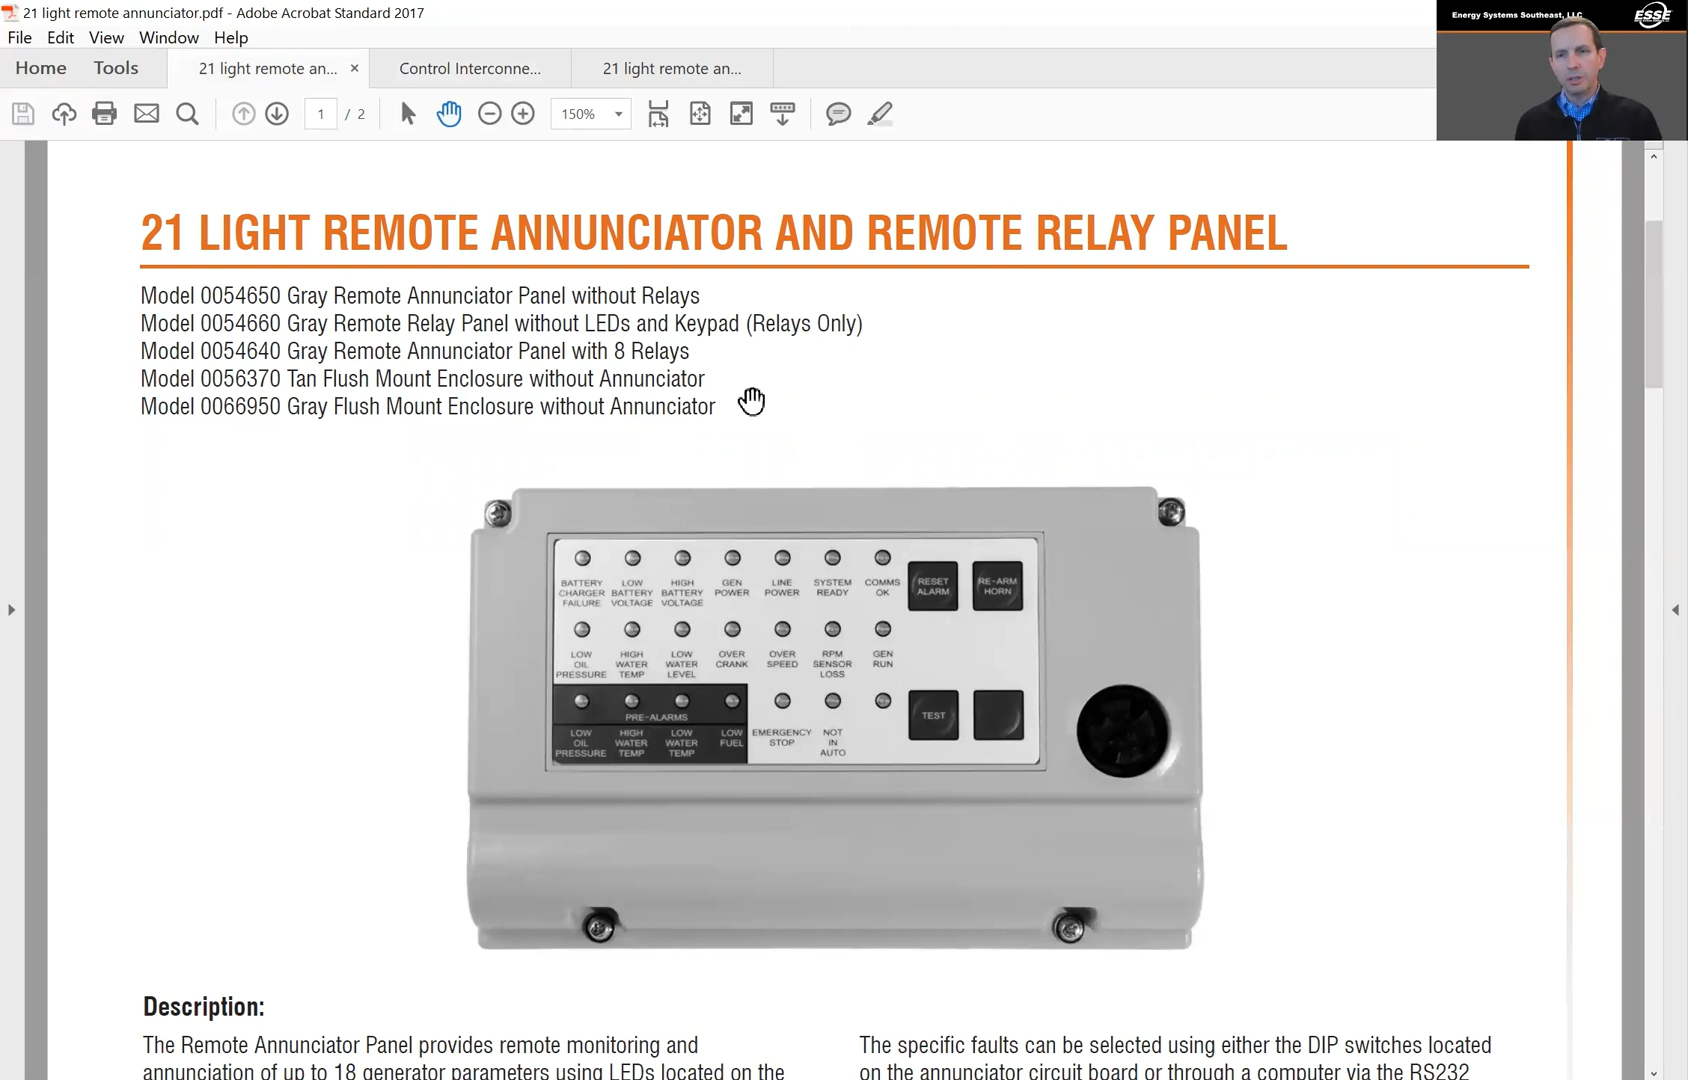 21 light remote annunciator.pdf - Adobe Acrobat Standard 2017
File Edit View Window Help
Energy Systems Southeast, LLC
ESSE
Home Tools 21 light remote an... × Control Interconne... 21 light remote an...
1 / 2 150%
21 LIGHT REMOTE ANNUNCIATOR AND REMOTE RELAY PANEL
Model 0054650 Gray Remote Annunciator Panel without Relays
Model 0054660 Gray Remote Relay Panel without LEDs and Keypad (Relays Only)
Model 0054640 Gray Remote Annunciator Panel with 8 Relays
Model 0056370 Tan Flush Mount Enclosure without Annunciator
Model 0066950 Gray Flush Mount Enclosure without Annunciator
BATTERY CHARGER FAILURE
LOW BATTERY VOLTAGE
HIGH BATTERY VOLTAGE
GEN POWER
LINE POWER
SYSTEM READY
COMMS OK
RESET ALARM
RE-ARM HORN
LOW OIL PRESSURE
HIGH WATER TEMP
LOW WATER LEVEL
OVER CRANK
OVER SPEED
RPM SENSOR LOSS
GEN RUN
PRE-ALARMS
LOW OIL PRESSURE
HIGH WATER TEMP
LOW WATER TEMP
LOW FUEL
EMERGENCY STOP
NOT IN AUTO
TEST
Description:
The Remote Annunciator Panel provides remote monitoring and
annunciation of up to 18 generator parameters using LEDs located on the
The specific faults can be selected using either the DIP switches located
on the annunciator circuit board or through a computer via the RS232